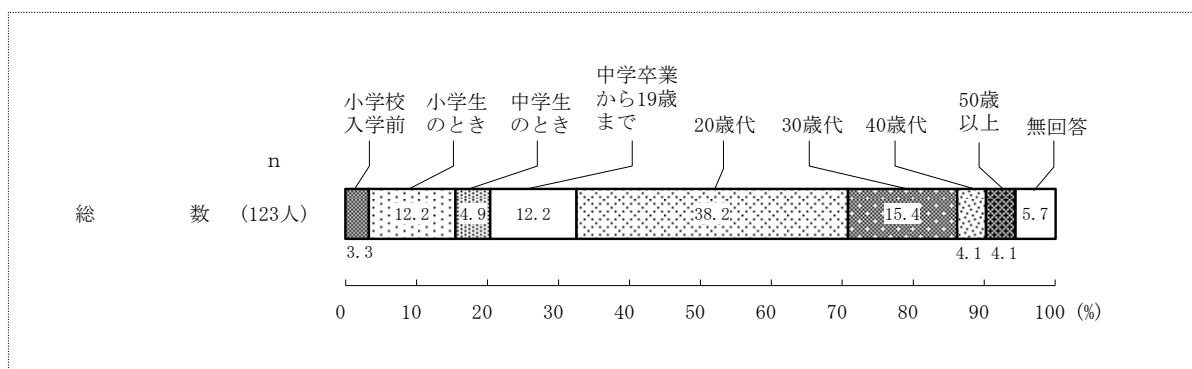 小学校
入学前
小学生
のとき
中学生
のとき
中学卒業
から19歳
まで
20歳代
30歳代
40歳代
50歳
以上
無回答
n
総 数 (123人)
12.2 4.9 12.2 38.2 15.4 5.7
3.3 4.1 4.1
0 10 20 30 40 50 60 70 80 90 100 (%)